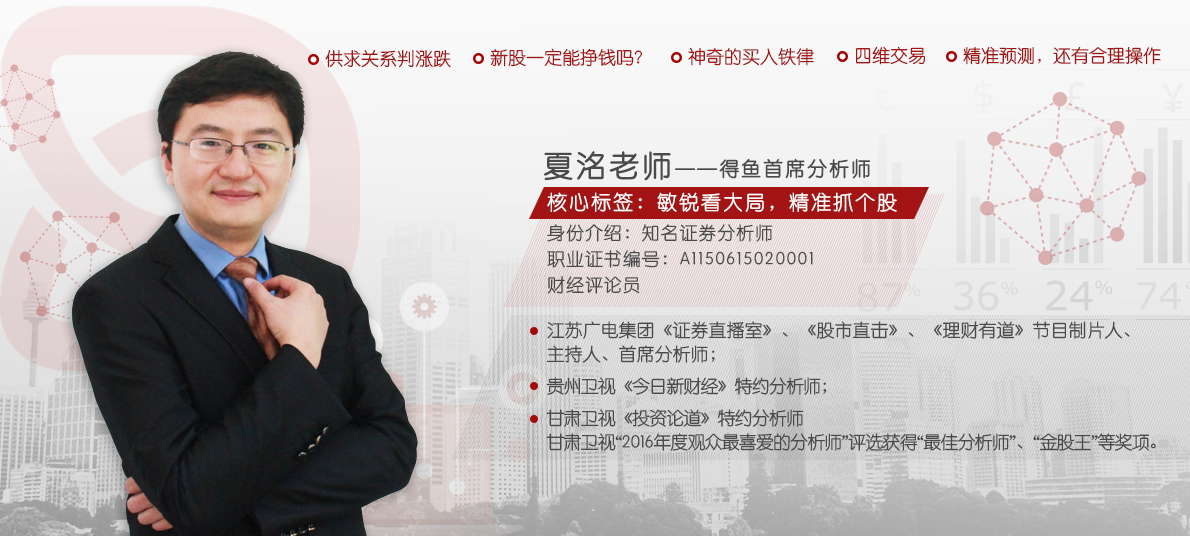 供求关系判涨跌 新股一定能挣钱吗? 神奇的买入铁律 四维交易 精准预测，还有合理操作
€ $ £ ¥
夏洺老师——得鱼首席分析师
核心标签：敏锐看大局，精准抓个股
身份介绍：知名证券分析师
职业证书编号：A1150615020001
财经评论员
87% 36% 24% 74%
江苏广电集团《证券直播室》、《股市直击》、《理财有道》节目制片人、
主持人、首席分析师；
贵州卫视《今日新财经》特约分析师；
甘肃卫视《投资论道》特约分析师
甘肃卫视“2016年度观众最喜爱的分析师”评选获得“最佳分析师”、“金股王”等奖项。